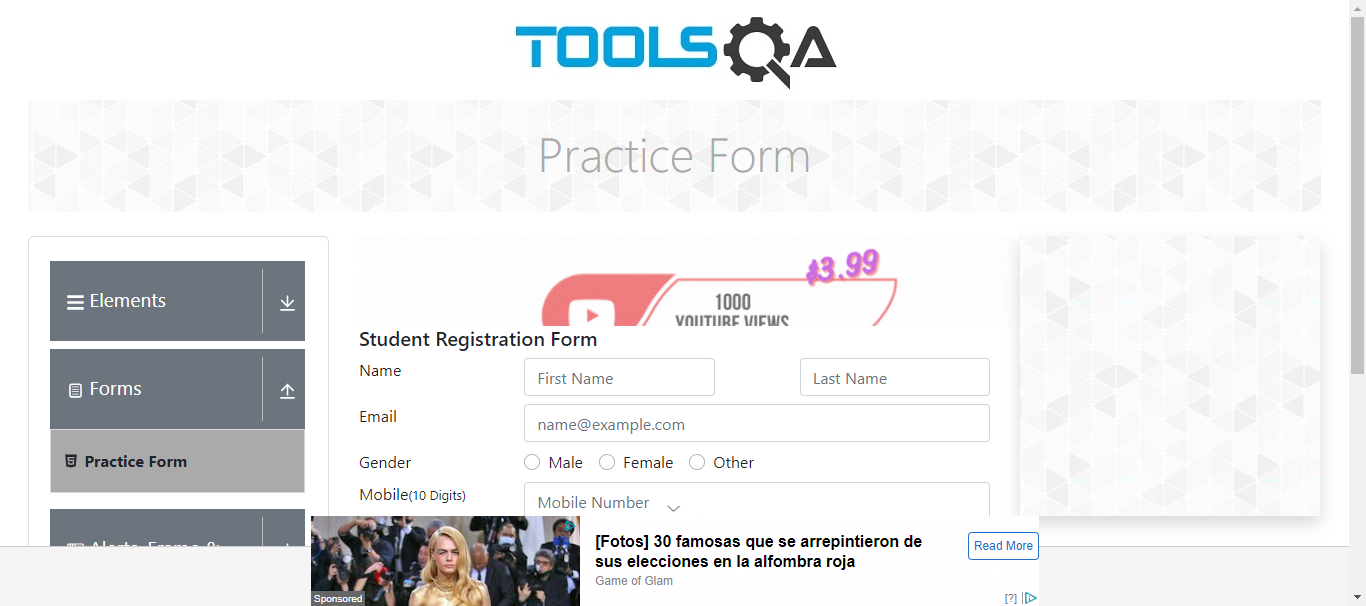 TOOLSQA
Practice Form
Elements
Forms
Practice Form
$3.99
1000
YOUTUBE VIEWS
Student Registration Form
Name
First Name
Last Name
Email
name@example.com
Gender
Male
Female
Other
Mobile(10 Digits)
Mobile Number
Alerts, Frame &
[Fotos] 30 famosas que se arrepintieron de
sus elecciones en la alfombra roja
Game of Glam
Read More
Sponsored
[?]